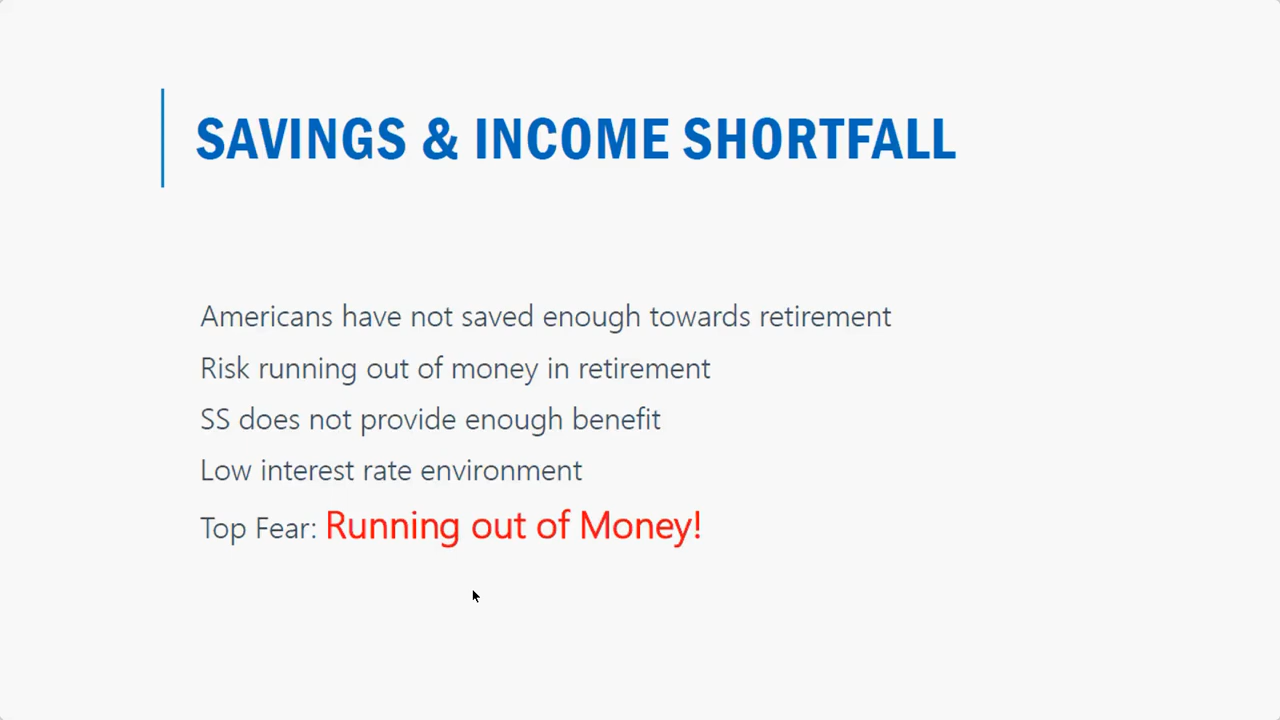 SAVINGS & INCOME SHORTFALL
Americans have not saved enough towards retirement
Risk running out of money in retirement
SS does not provide enough benefit
Low interest rate environment
Top Fear: Running out of Money!